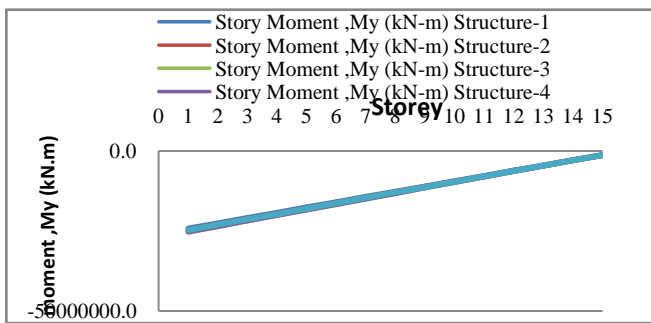 Story Moment ,My (kN-m) Structure-1
Story Moment ,My (kN-m) Structure-2
Story Moment ,My (kN-m) Structure-3
Story Moment ,My (kN-m) Structure-4
Storey
0 1 2 3 4 5 6 7 8 9 10 11 12 13 14 15
0.0
moment ,My (kN.m)
-50000000.0